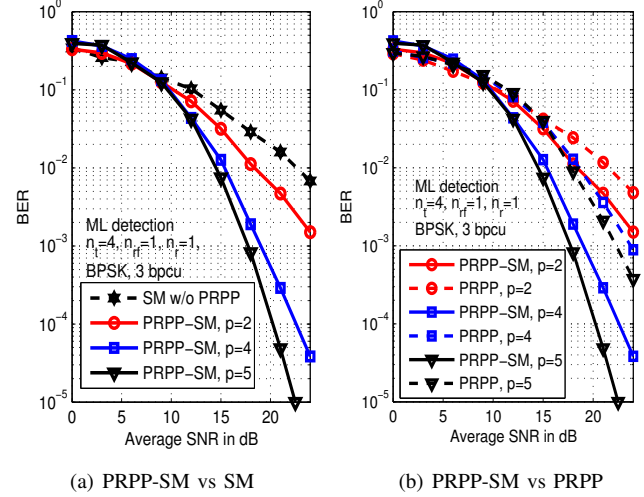 10^0
10^-1
10^-2
10^-3
10^-4
10^-5
BER
0 5 10 15 20
Average SNR in dB
ML detection
n_t=4, n_rf=1, n_r=1,
BPSK, 3 bpcu
SM w/o PRPP
PRPP-SM, p=2
PRPP-SM, p=4
PRPP-SM, p=5
(a) PRPP-SM vs SM
10^0
10^-1
10^-2
10^-3
10^-4
10^-5
BER
0 5 10 15 20
Average SNR in dB
ML detection
n_t=4, n_rf=1, n_r=1
BPSK, 3 bpcu
PRPP-SM, p=2
PRPP, p=2
PRPP-SM, p=4
PRPP, p=4
PRPP-SM, p=5
PRPP, p=5
(b) PRPP-SM vs PRPP